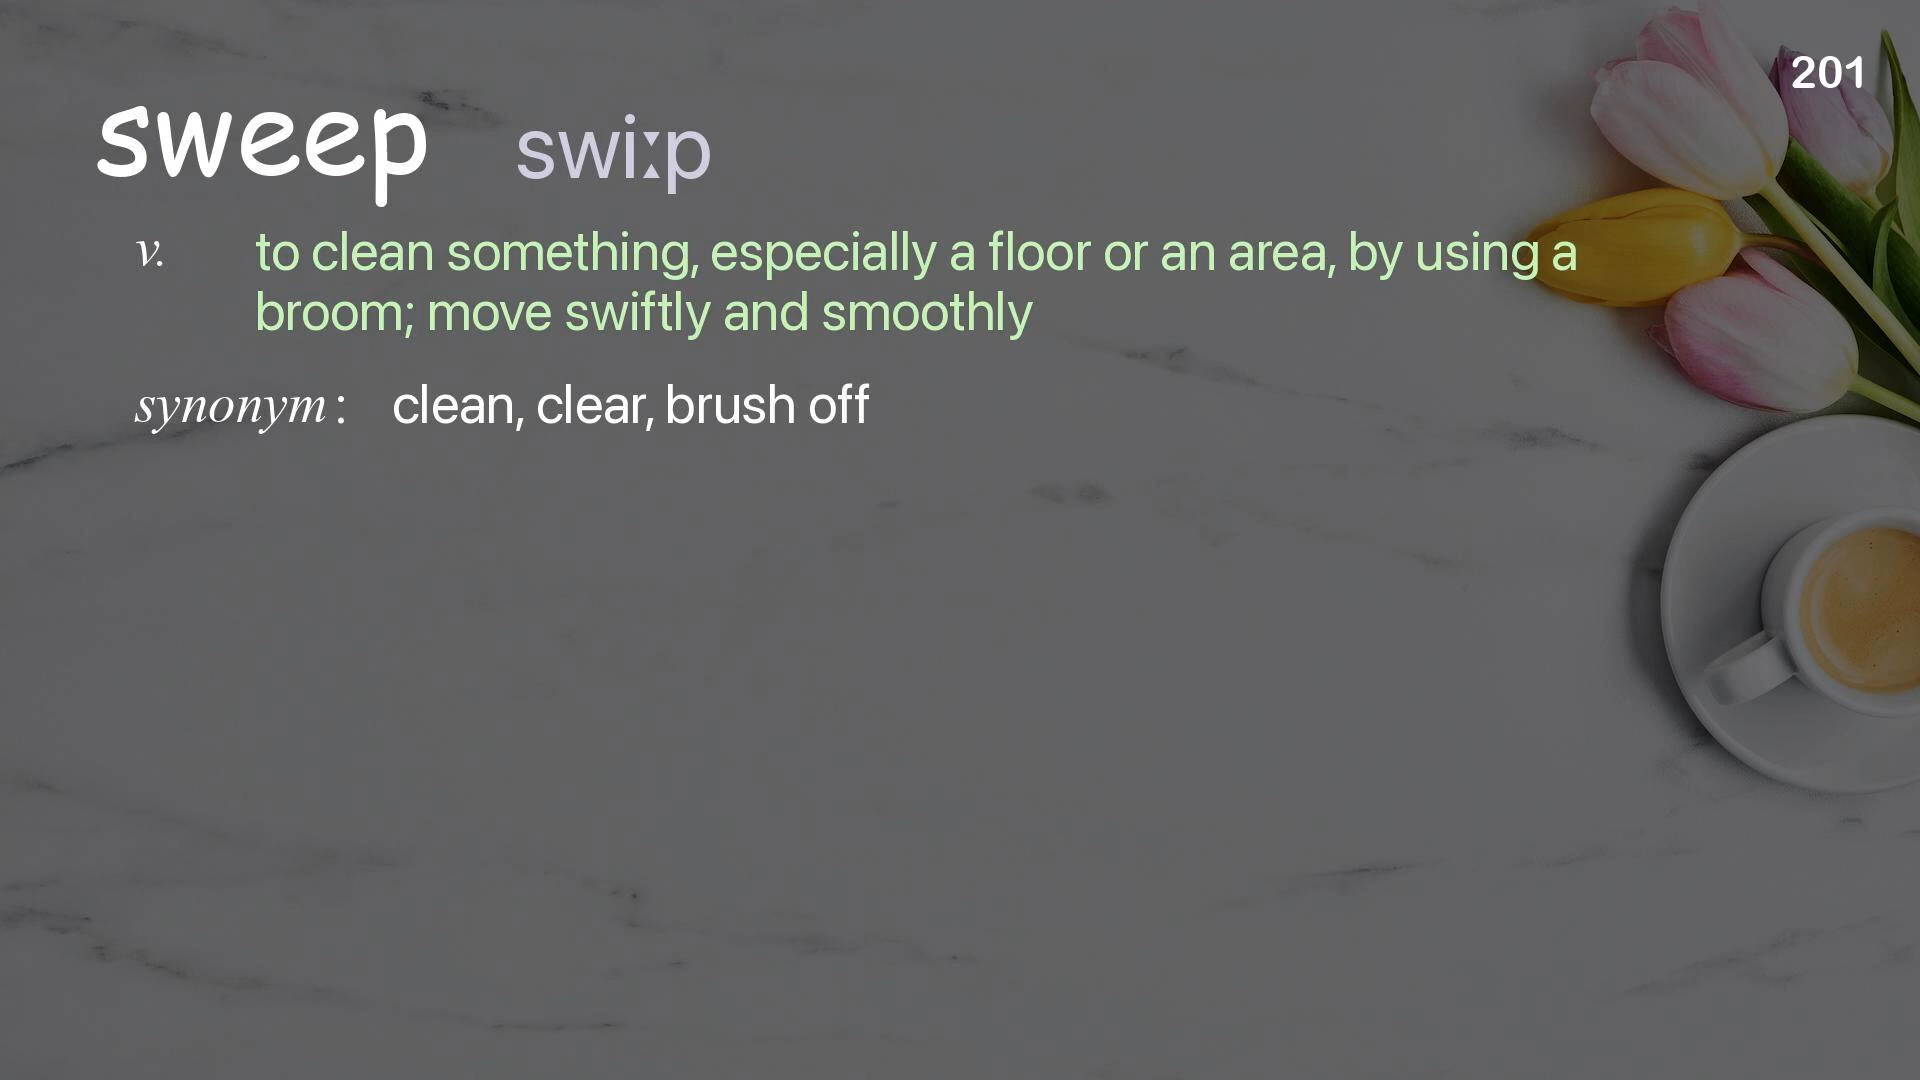 201
sweep swiːp
v. to clean something, especially a floor or an area, by using a
broom; move swiftly and smoothly
synonym : clean, clear, brush off